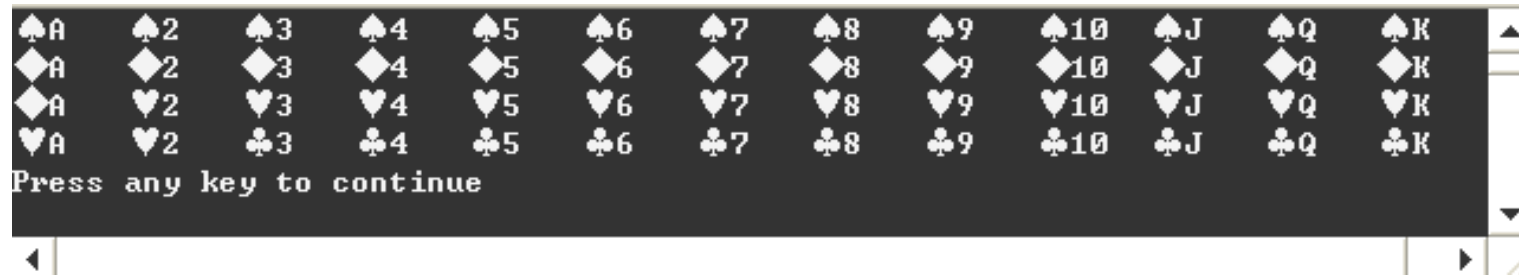 ♠A ♠2 ♠3 ♠4 ♠5 ♠6 ♠7 ♠8 ♠9 ♠10 ♠J ♠Q ♠K
♦A ♦2 ♦3 ♦4 ♦5 ♦6 ♦7 ♦8 ♦9 ♦10 ♦J ♦Q ♦K
♦A ♥2 ♥3 ♥4 ♥5 ♥6 ♥7 ♥8 ♥9 ♥10 ♥J ♥Q ♥K
♥A ♥2 ♣3 ♣4 ♣5 ♣6 ♣7 ♣8 ♣9 ♣10 ♣J ♣Q ♣K
Press any key to continue